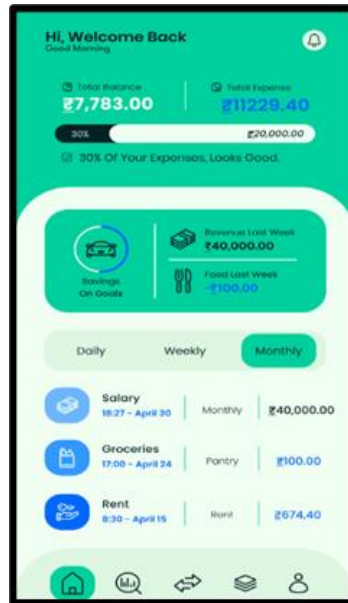 Hi, Welcome Back
Good Morning
Total Balance
₹7,783.00
Total Expense
₹11229.40
30%
₹20,000.00
30% Of Your Expenses, Looks Good.
Savings
On Goals
Revenue Last Week
₹40,000.00
Food Last Week
-₹100.00
Daily Weekly Monthly
Salary
18:27 - April 30
Monthly
₹40,000.00
Groceries
17:00 - April 24
Pantry
₹100.00
Rent
8:30 - April 15
Rent
₹674,40